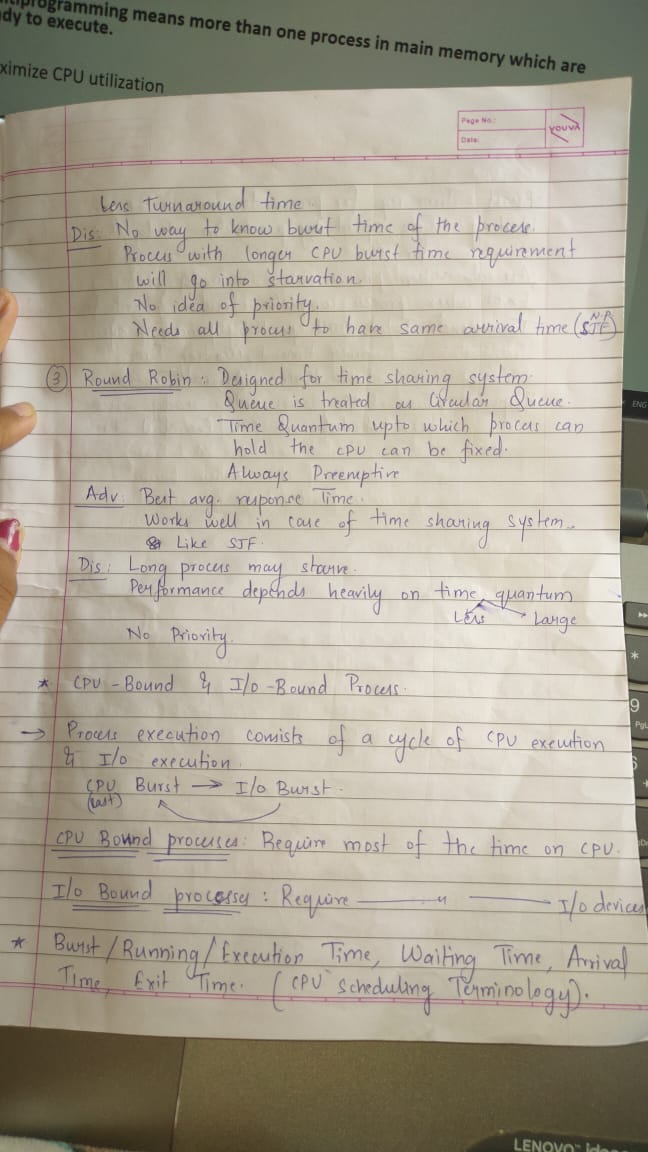 ltiprogramming means more than one process in main memory which are
dy to execute.
ximize CPU utilization
Page No.:
Date:
YOUVA
Less Turnaround time
Dis: No way to know burst time of the process.
Process with longer CPU burst time requirement
will go into starvation.
No idea of priority.
Needs all process to have same arrival time (SJF) NP
③ Round Robin: Designed for time sharing system.
Queue is treated as Circular Queue.
Time Quantum upto which process can
hold the CPU can be fixed.
Always Preemptive
Adv: Best avg. response Time.
Works well in case of time sharing system.
Like SJF.
Dis: Long process may starve.
Performance depends heavily on time quantum
Less Large
No Priority.
* CPU-Bound & I/o-Bound Process.
→ Process execution consists of a cycle of CPU execution
& I/o execution.
CPU Burst → I/o Burst.
(last)
CPU Bound processes: Require most of the time on CPU.
I/o Bound processes: Require —— " —— I/o devices
* Burst/Running/Execution Time, Waiting Time, Arrival
Time, Exit Time. (CPU Scheduling Terminology).
ENG
9
PgU
LENOVO